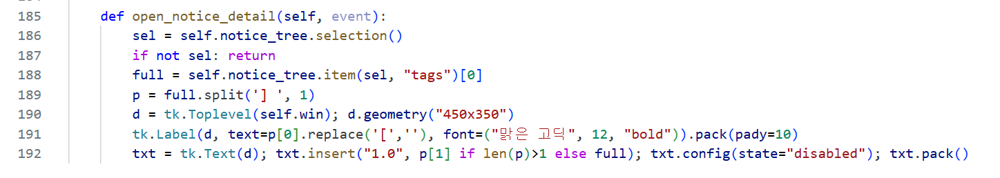 185 def open_notice_detail(self, event):
186 sel = self.notice_tree.selection()
187 if not sel: return
188 full = self.notice_tree.item(sel, "tags")[0]
189 p = full.split('] ', 1)
190 d = tk.Toplevel(self.win); d.geometry("450x350")
191 tk.Label(d, text=p[0].replace('[',''), font=("맑은 고딕", 12, "bold")).pack(pady=10)
192 txt = tk.Text(d); txt.insert("1.0", p[1] if len(p)>1 else full); txt.config(state="disabled"); txt.pack()